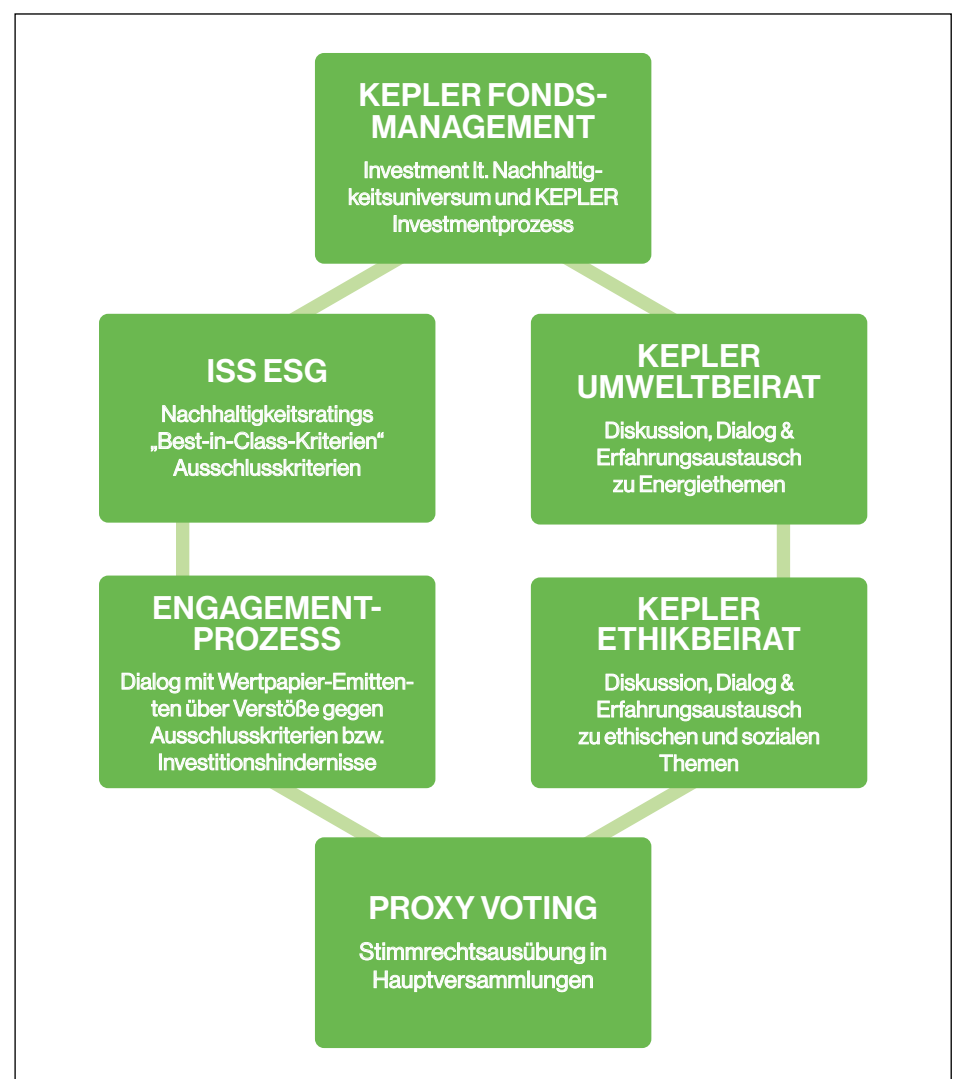 KEPLER FONDS-
MANAGEMENT
Investment lt. Nachhaltig-
keitsuniversum und KEPLER
Investmentprozess
ISS ESG
Nachhaltigkeitsratings
„Best-in-Class-Kriterien“
Ausschlusskriterien
KEPLER
UMWELTBEIRAT
Diskussion, Dialog &
Erfahrungsaustausch
zu Energiethemen
ENGAGEMENT-
PROZESS
Dialog mit Wertpapier-Emitten-
ten über Verstöße gegen
Ausschlusskriterien bzw.
Investitionshindernisse
KEPLER
ETHIKBEIRAT
Diskussion, Dialog &
Erfahrungsaustausch
zu ethischen und sozialen
Themen
PROXY VOTING
Stimmrechtsausübung in
Hauptversammlungen